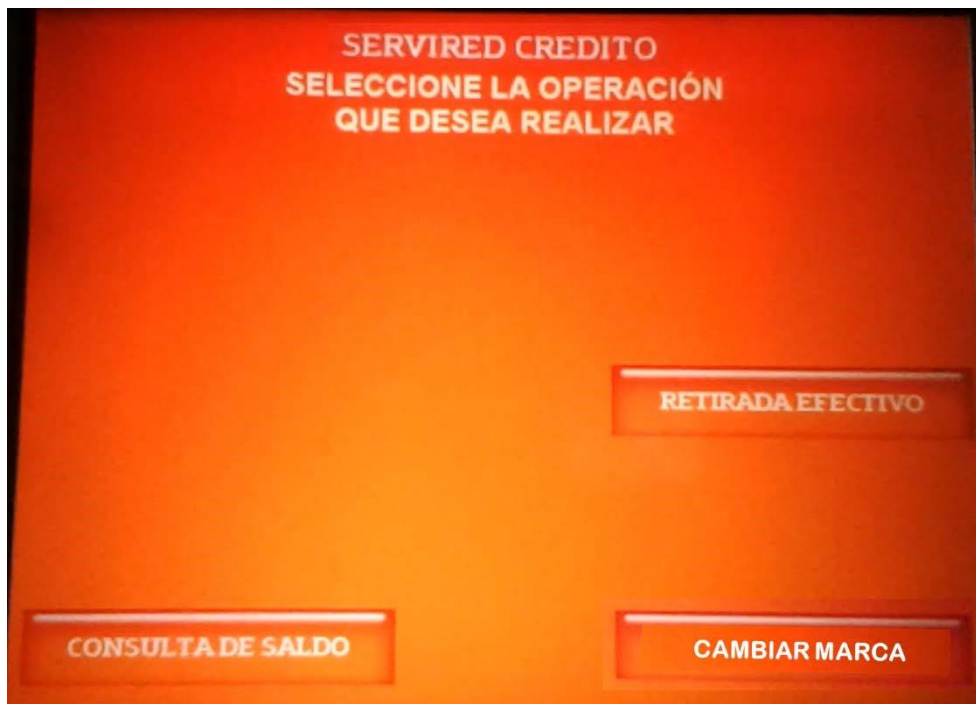 SERVIRED CREDITO
SELECCIONE LA OPERACIÓN
QUE DESEA REALIZAR
RETIRADA EFECTIVO
CONSULTA DE SALDO
CAMBIAR MARCA